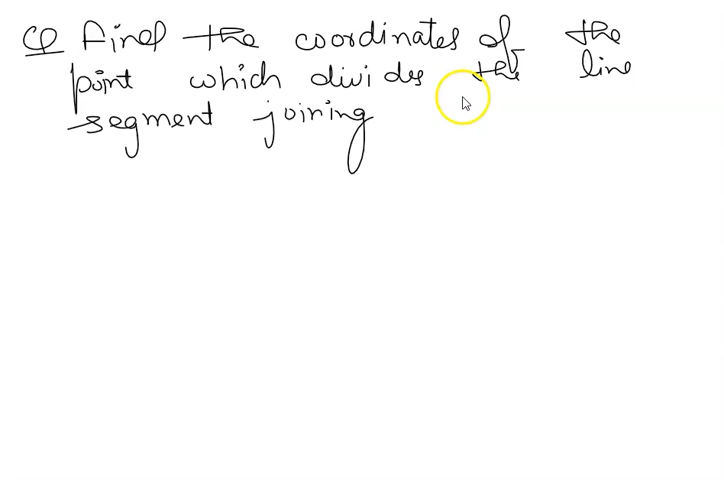 Q Find the coordinates of the
point which divides the line
segment joining